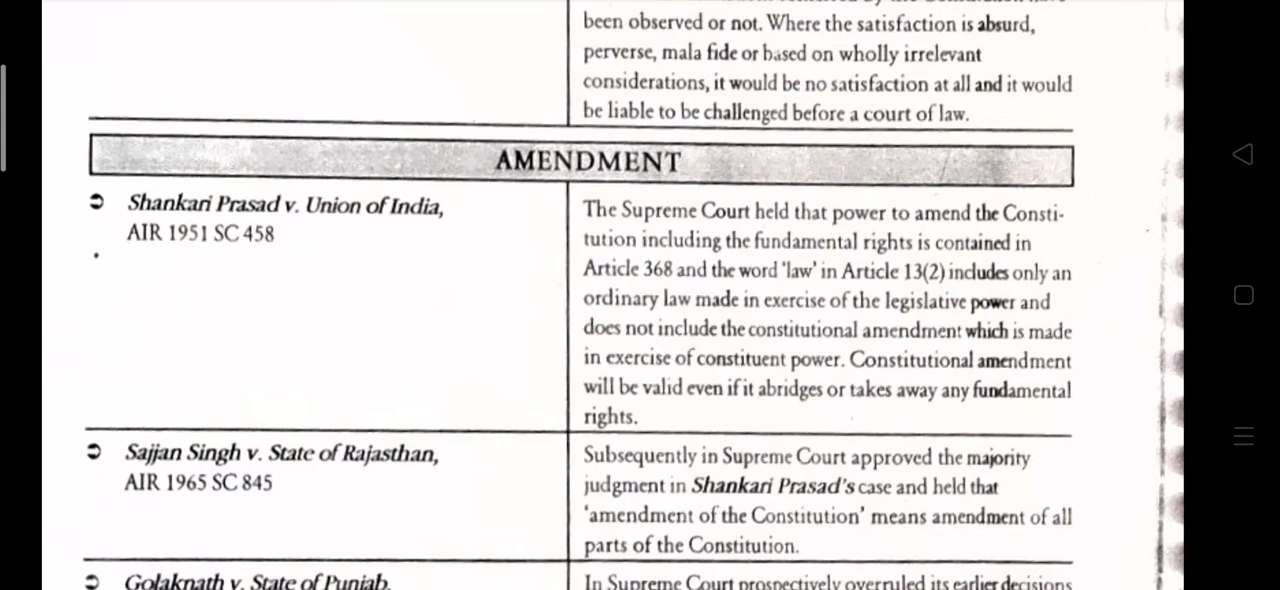 been observed or not. Where the satisfaction is absurd,
perverse, mala fide or based on wholly irrelevant
considerations, it would be no satisfaction at all and it would
be liable to be challenged before a court of law.
AMENDMENT
Shankari Prasad v. Union of India,
AIR 1951 SC 458
The Supreme Court held that power to amend the Consti-
tution including the fundamental rights is contained in
Article 368 and the word 'law' in Article 13(2) includes only an
ordinary law made in exercise of the legislative power and
does not include the constitutional amendment which is made
in exercise of constituent power. Constitutional amendment
will be valid even if it abridges or takes away any fundamental
rights.
Sajjan Singh v. State of Rajasthan,
AIR 1965 SC 845
Subsequently in Supreme Court approved the majority
judgment in Shankari Prasad's case and held that
'amendment of the Constitution' means amendment of all
parts of the Constitution.
Golaknath v. State of Punjab,
In Supreme Court prospectively overruled its earlier decisions